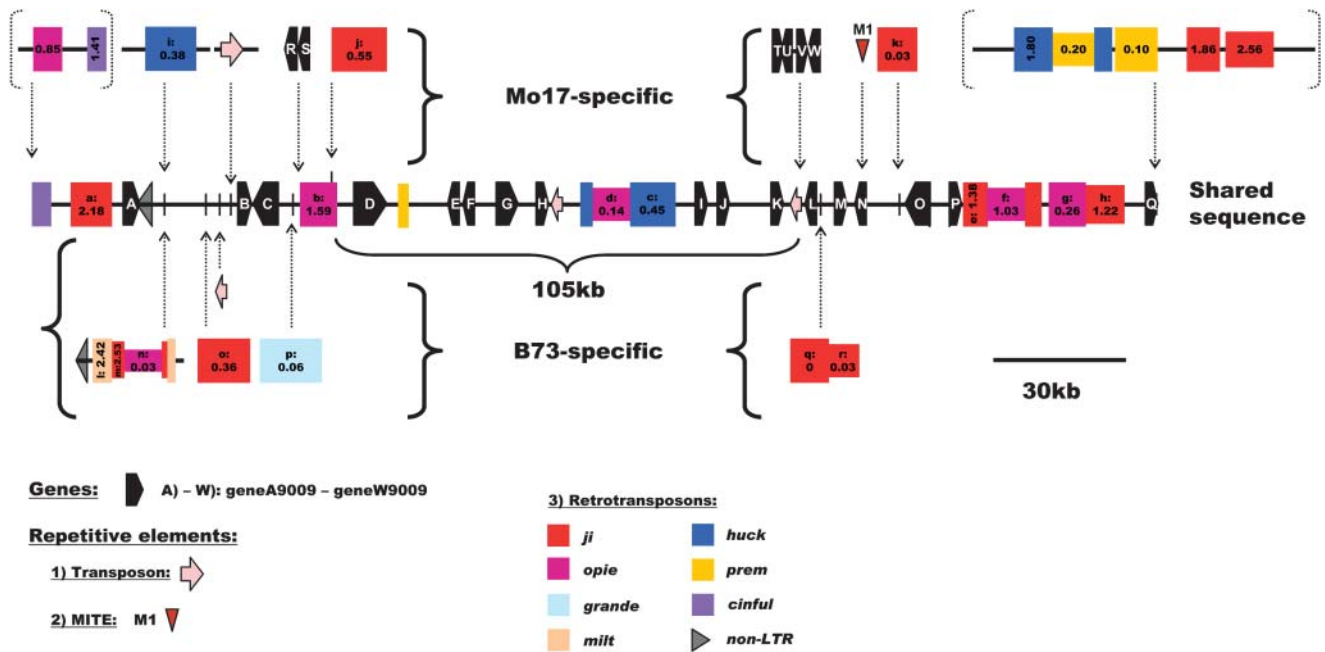 0.85
1.41
i: 0.38
R S
j: 0.55
T U V W
M1
k: 0.03
1.80
0.20
0.10
1.86
2.56
Mo17-specific
a: 2.18
A
B
C
b: 1.59
D
E F
G
H
d: 0.14
c: 0.45
I
J
K
L
M
N
O
P
e: 1.38
f: 1.03
g: 0.26
h: 1.22
Q
Shared sequence
105kb
B73-specific
l: 2.42
m:2.53
n: 0.03
o: 0.36
p: 0.06
q: 0
r: 0.03
30kb
Genes: A) – W): geneA9009 – geneW9009
Repetitive elements:
1) Transposon:
2) MITE: M1
3) Retrotransposons:
ji
opie
grande
milt
huck
prem
cinful
non-LTR